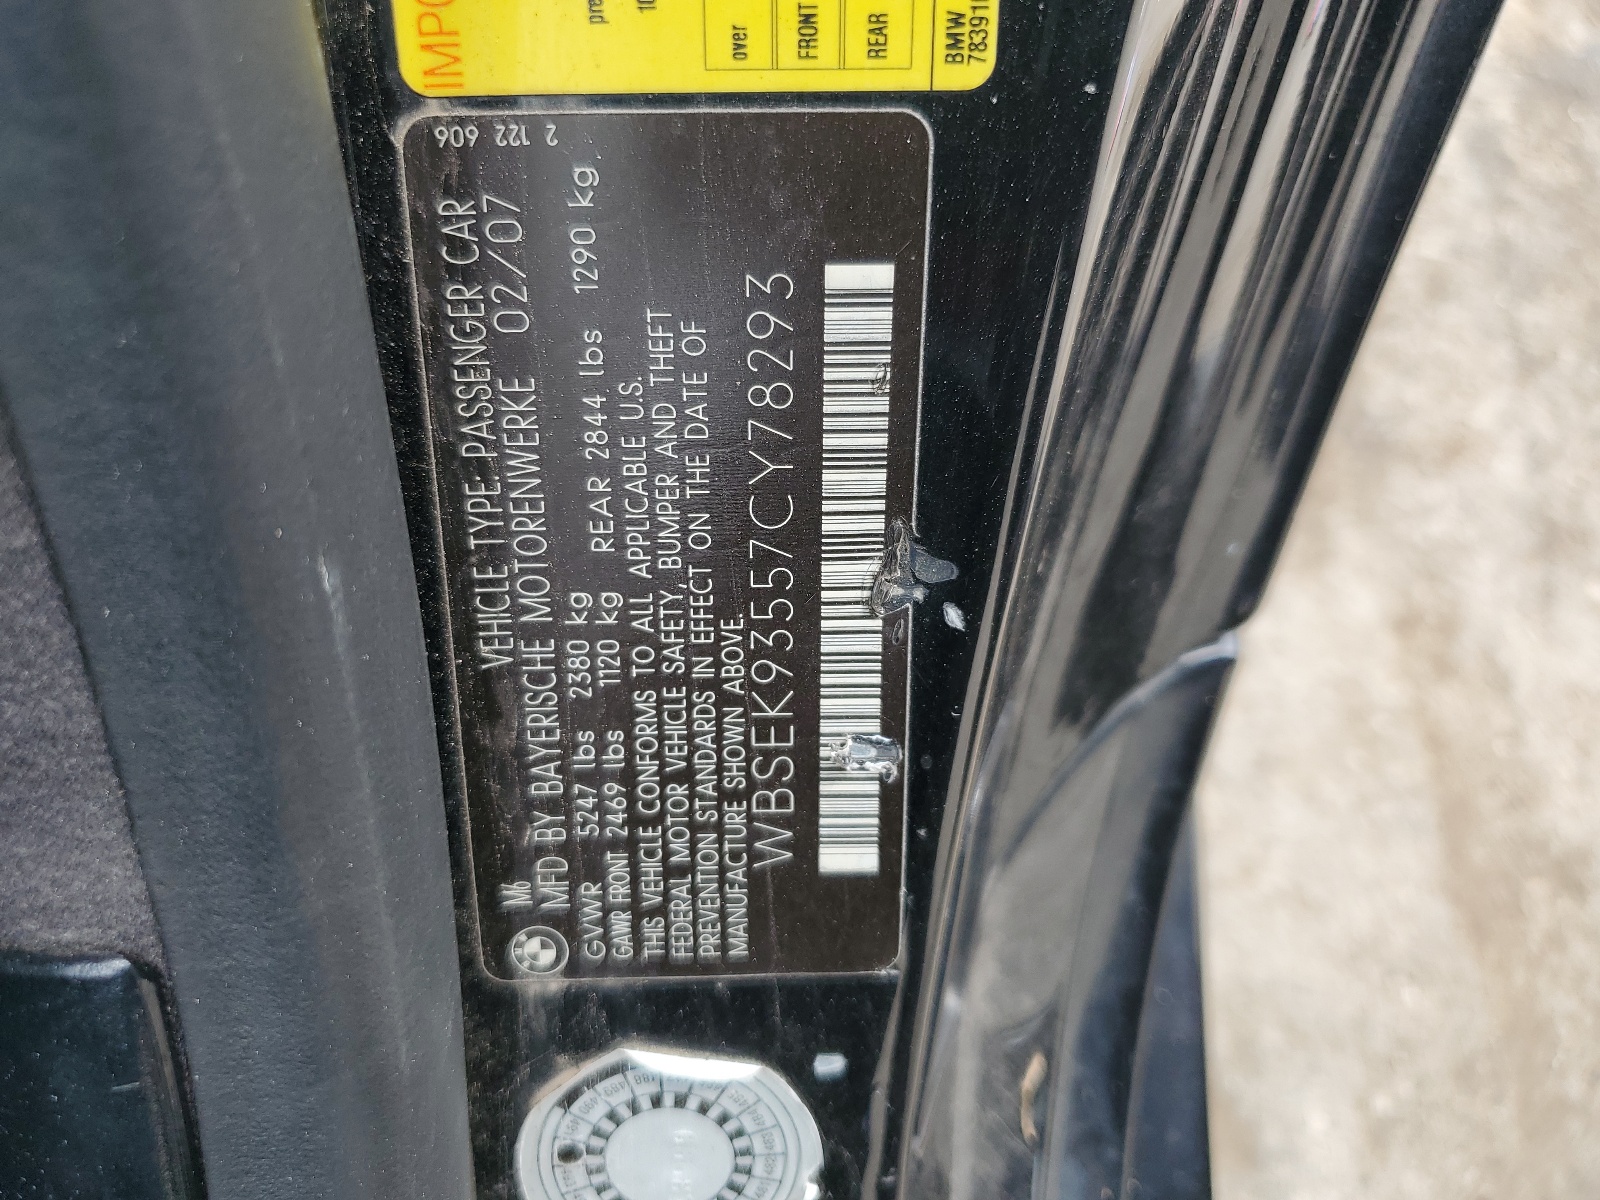 M6 VEHICLE TYPE: PASSENGER CAR
MFD BY BAYERISCHE MOTORENWERKE 02/07
GVWR 5247 lbs 2380 kg
GAWR FRONT 2469 lbs 1120 kg REAR 2844 lbs 1290 kg
THIS VEHICLE CONFORMS TO ALL APPLICABLE U.S.
FEDERAL MOTOR VEHICLE SAFETY, BUMPER AND THEFT
PREVENTION STANDARDS IN EFFECT ON THE DATE OF
MANUFACTURE SHOWN ABOVE.
WBSEK93557CY78293
2 122 606
over
FRONT
REAR
BMW